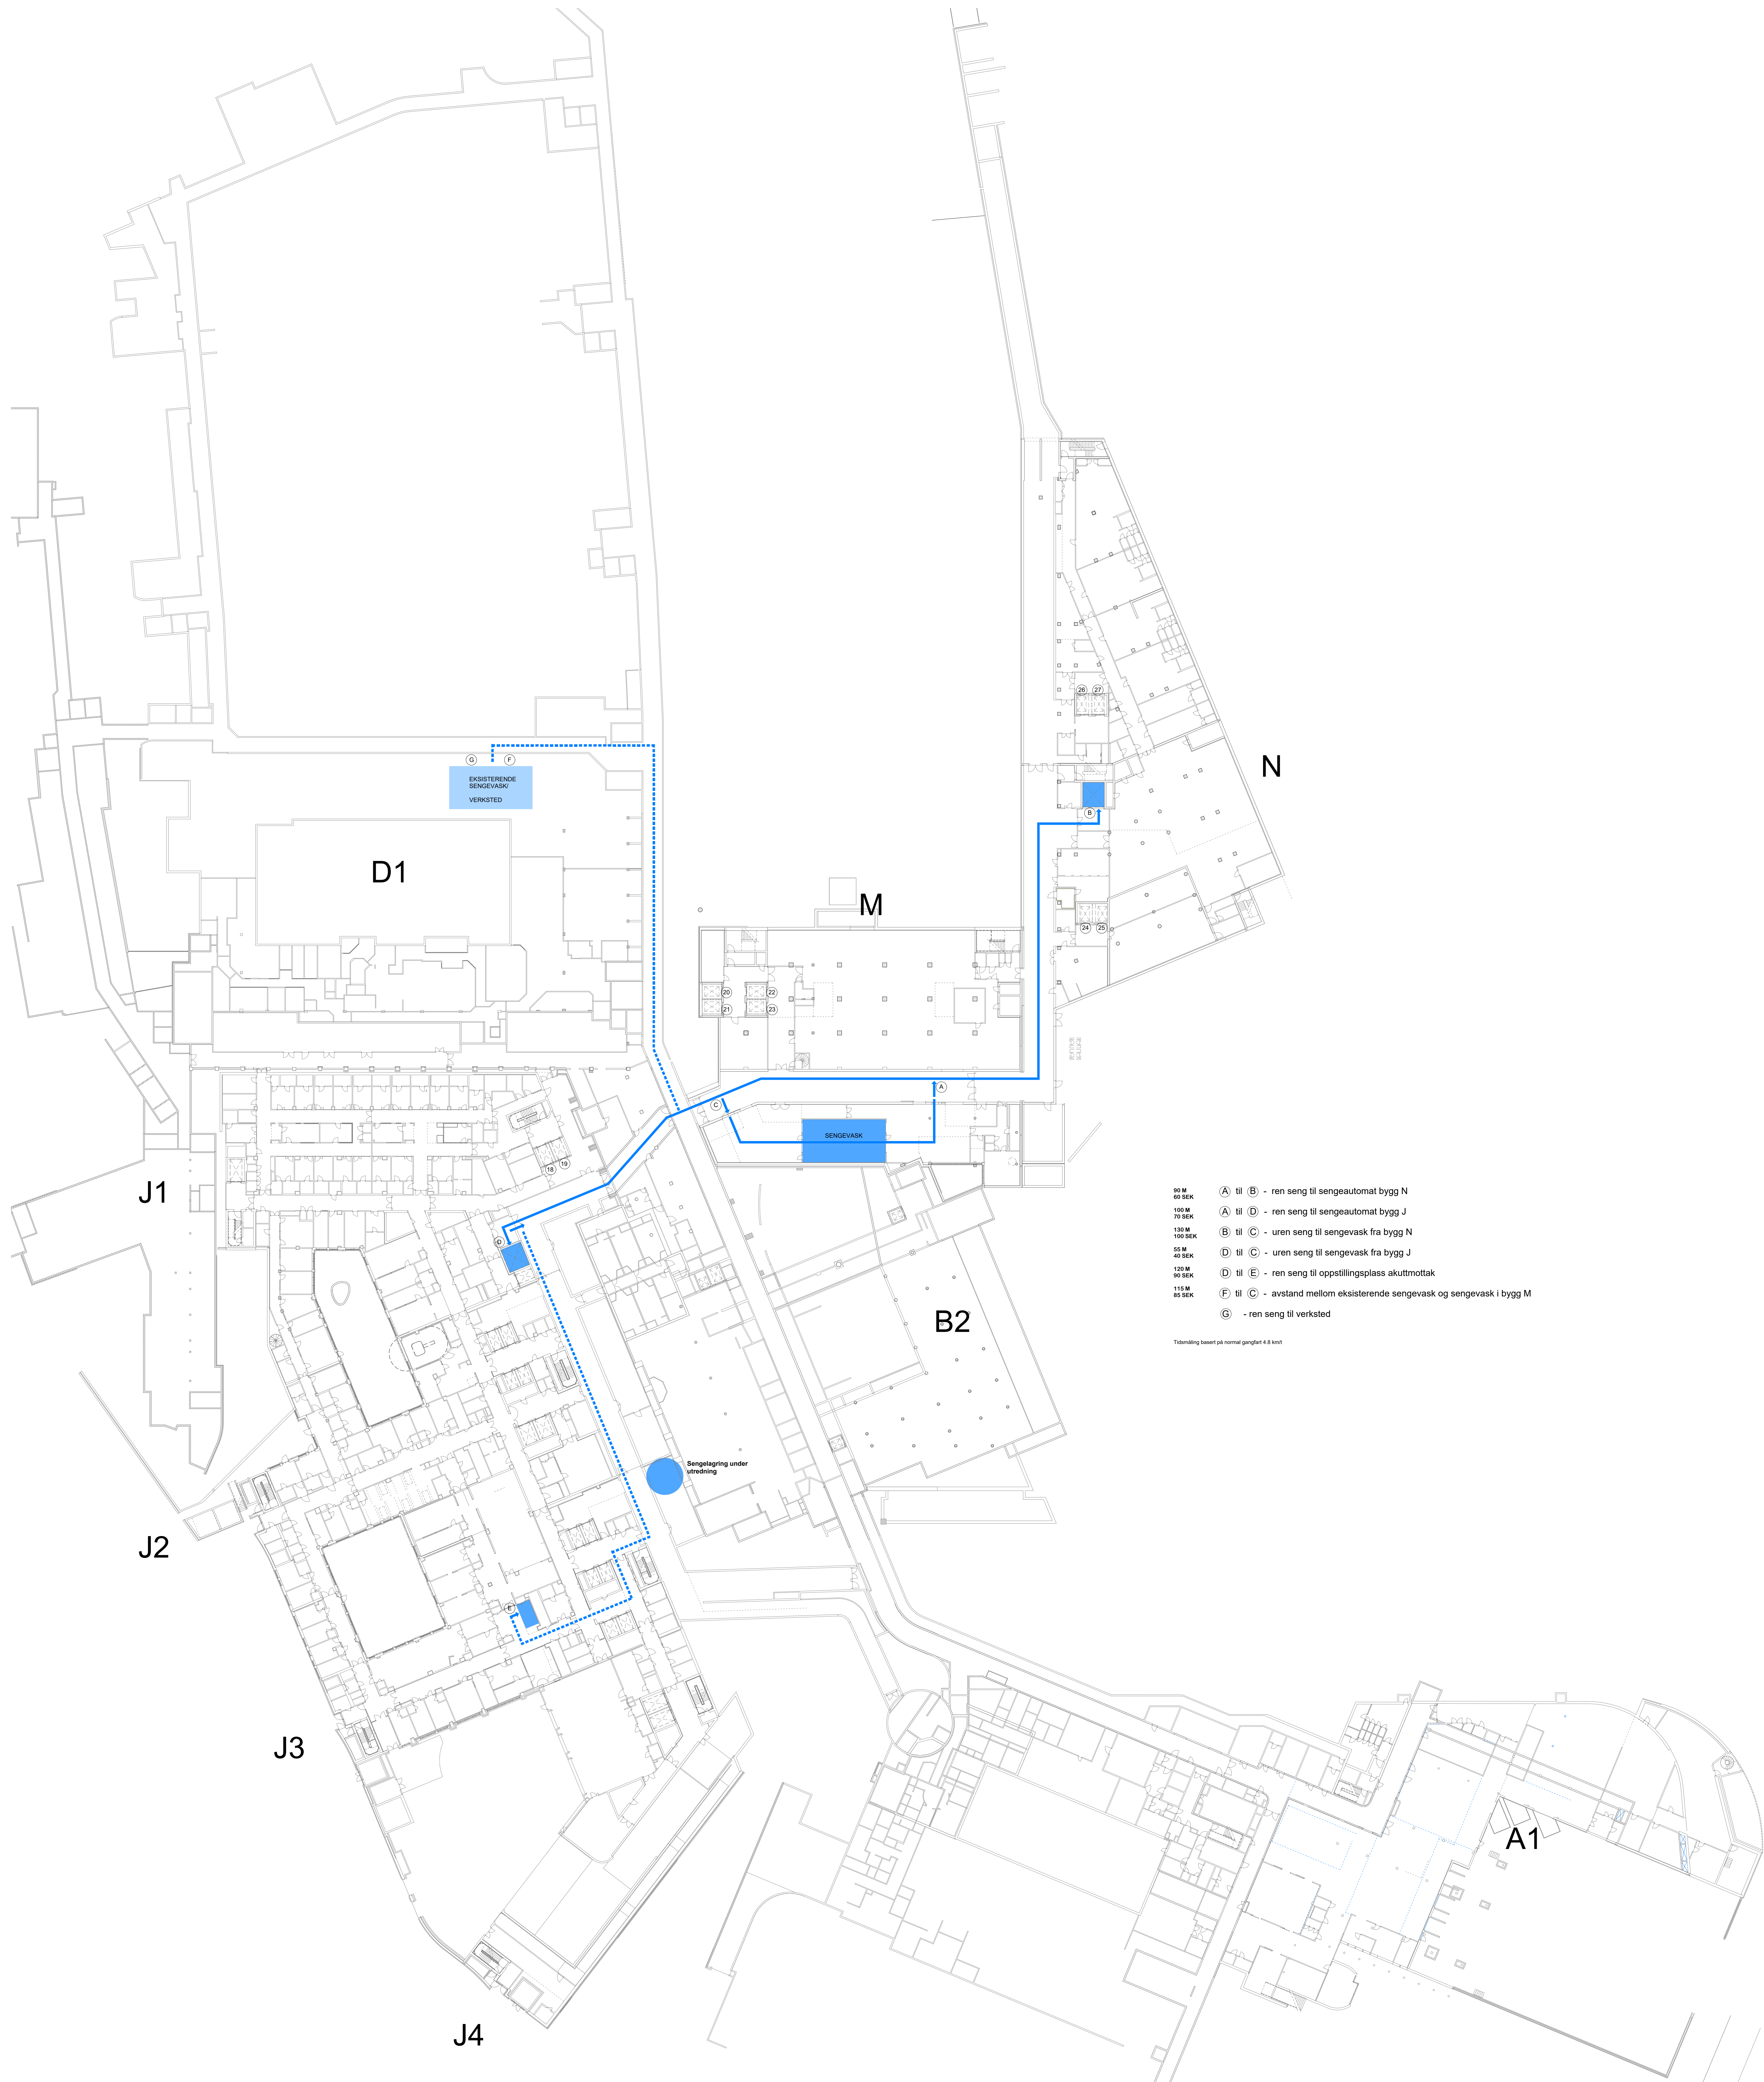 26 27
N
G F
EKSISTERENDE
SENGEVASK/
VERKSTED
B
D1
M
24 25
20 22
21 23
A
C
SENGEVASK
18 19
J1
90 M
60 SEK
A til B - ren seng til sengeautomat bygg N
100 M
70 SEK
A til D - ren seng til sengeautomat bygg J
130 M
100 SEK
B til C - uren seng til sengevask fra bygg N
55 M
40 SEK
D til C - uren seng til sengevask fra bygg J
120 M
90 SEK
D til E - ren seng til oppstillingsplass akuttmottak
115 M
85 SEK
F til C - avstand mellom eksisterende sengevask og sengevask i bygg M
G - ren seng til verksted
Tidsmåling basert på normal gangfart 4.8 km/t
D
B2
Sengelagring under
utredning
J2
E
J3
A1
J4